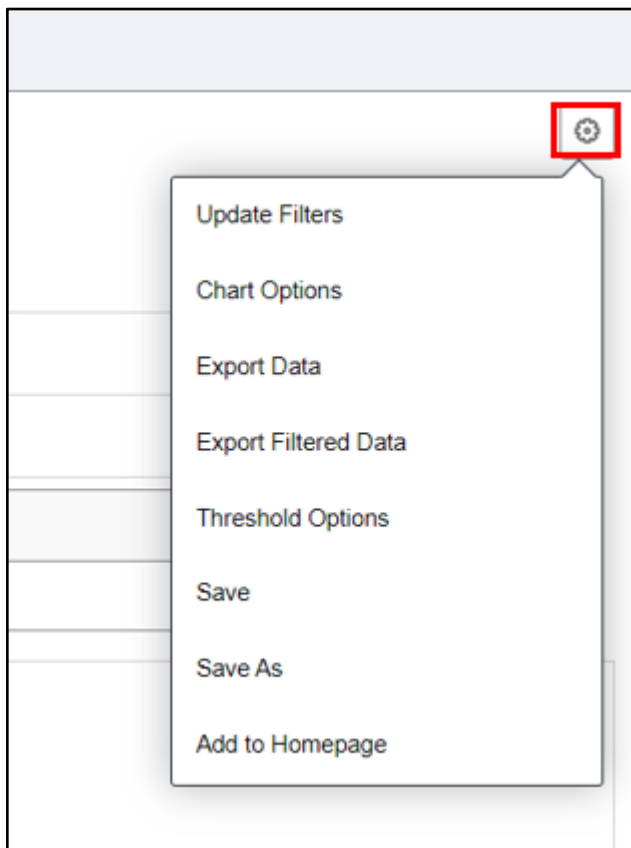 Update Filters
Chart Options
Export Data
Export Filtered Data
Threshold Options
Save
Save As
Add to Homepage